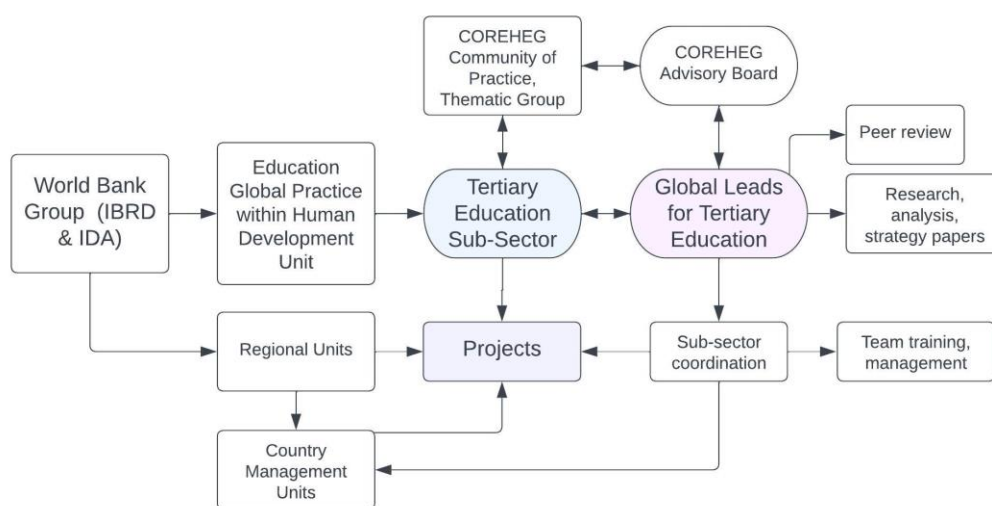 COREHEG
Community of
Practice,
Thematic Group
COREHEG
Advisory Board
Peer review
World Bank
Group (IBRD
& IDA)
Education
Global Practice
within Human
Development
Unit
Tertiary
Education
Sub-Sector
Global Leads
for Tertiary
Education
Research,
analysis,
strategy papers
Regional Units
Projects
Sub-sector
coordination
Team training,
management
Country
Management
Units